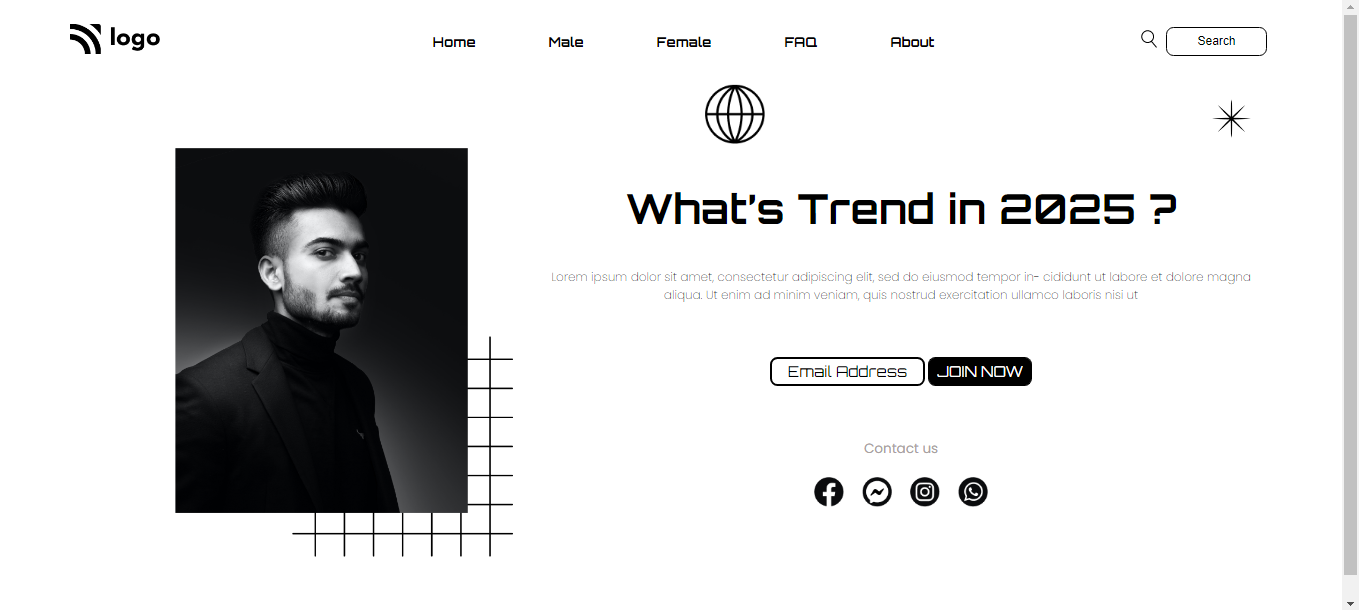 logo
Home Male Female FAQ About
Search
What's Trend in 2025 ?
Lorem ipsum dolor sit amet, consectetur adipiscing elit, sed do eiusmod tempor in- cididunt ut labore et dolore magna
aliqua. Ut enim ad minim veniam, quis nostrud exercitation ullamco laboris nisi ut
Email Address JOIN NOW
Contact us